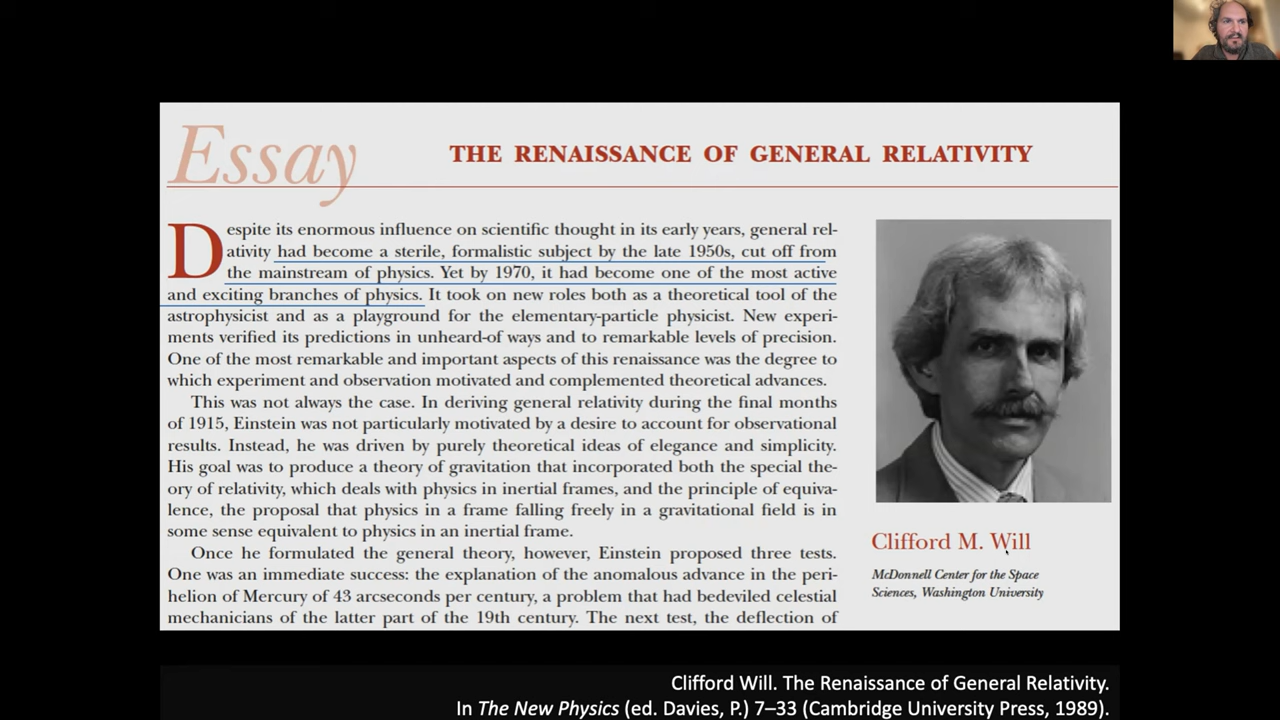 Essay
THE RENAISSANCE OF GENERAL RELATIVITY
Despite its enormous influence on scientific thought in its early years, general rel-
ativity had become a sterile, formalistic subject by the late 1950s, cut off from
the mainstream of physics. Yet by 1970, it had become one of the most active
and exciting branches of physics. It took on new roles both as a theoretical tool of the
astrophysicist and as a playground for the elementary-particle physicist. New experi-
ments verified its predictions in unheard-of ways and to remarkable levels of precision.
One of the most remarkable and important aspects of this renaissance was the degree to
which experiment and observation motivated and complemented theoretical advances.
This was not always the case. In deriving general relativity during the final months
of 1915, Einstein was not particularly motivated by a desire to account for observational
results. Instead, he was driven by purely theoretical ideas of elegance and simplicity.
His goal was to produce a theory of gravitation that incorporated both the special the-
ory of relativity, which deals with physics in inertial frames, and the principle of equiva-
lence, the proposal that physics in a frame falling freely in a gravitational field is in
some sense equivalent to physics in an inertial frame.
Once he formulated the general theory, however, Einstein proposed three tests.
One was an immediate success: the explanation of the anomalous advance in the peri-
helion of Mercury of 43 arcseconds per century, a problem that had bedeviled celestial
mechanicians of the latter part of the 19th century. The next test, the deflection of
Clifford M. Will
McDonnell Center for the Space
Sciences, Washington University
Clifford Will. The Renaissance of General Relativity.
In The New Physics (ed. Davies, P.) 7–33 (Cambridge University Press, 1989).